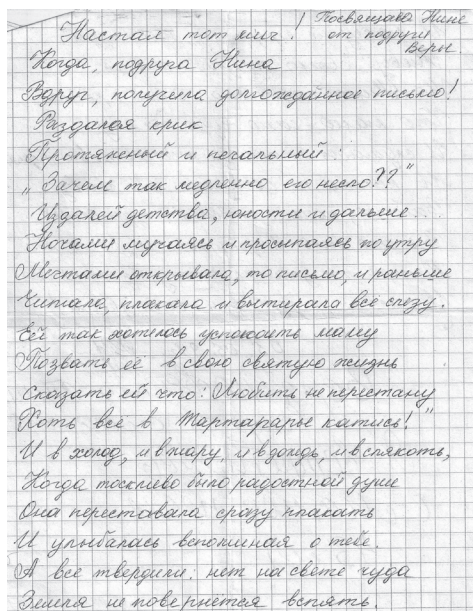 Настал тот миг! Посвящаю Нине
от подруги
Веры.
Когда, подруга Нина
Вдруг, получила долгожданное письмо!
Раздался крик
Протяжный и печальный:
„Зачем так медленно его несло??"
Из далей детства, юности и дальше...
Ночами мучаясь и просыпаясь по утру
Мечтами открывала, то письмо, и раньше
Читала, плакала и вытирала всё слезу.
Ей так хотелось успокоить маму
Позвать её в свою святую жизнь
Сказать ей что: Любить не перестану
Хоть всё в Тартарары катись!"
И в холод, и в жару, и в дождь, и в слякоть,
Когда тоскливо было радостной душе
Она переставала сразу плакать
И улыбалась вспоминая о тебе.
А все твердили: нет на свете чуда
Земля не повернётся вспять.